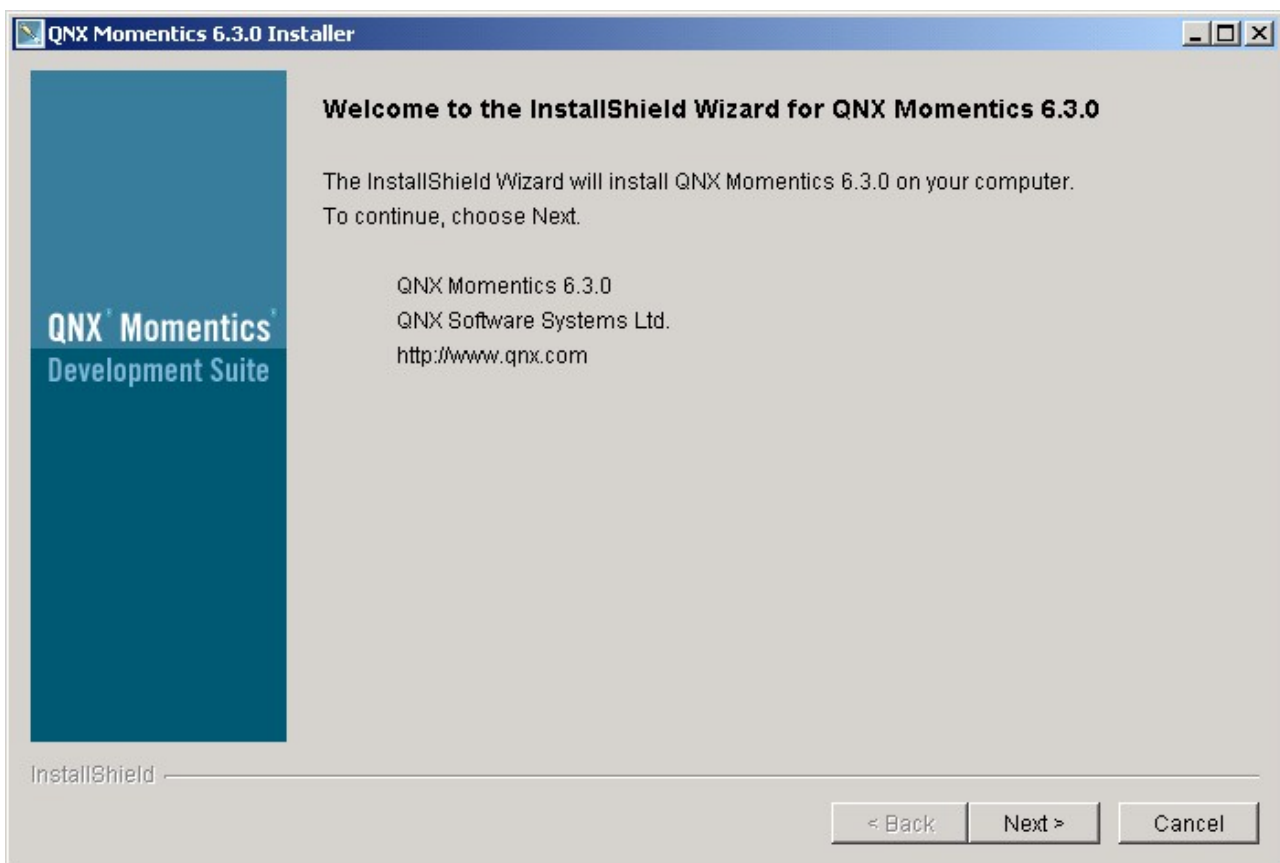 QNX Momentics 6.3.0 Installer
Welcome to the InstallShield Wizard for QNX Momentics 6.3.0
The InstallShield Wizard will install QNX Momentics 6.3.0 on your computer.
To continue, choose Next.
QNX Momentics 6.3.0
QNX Software Systems Ltd.
http://www.qnx.com
QNX Momentics
Development Suite
InstallShield
< Back
Next >
Cancel